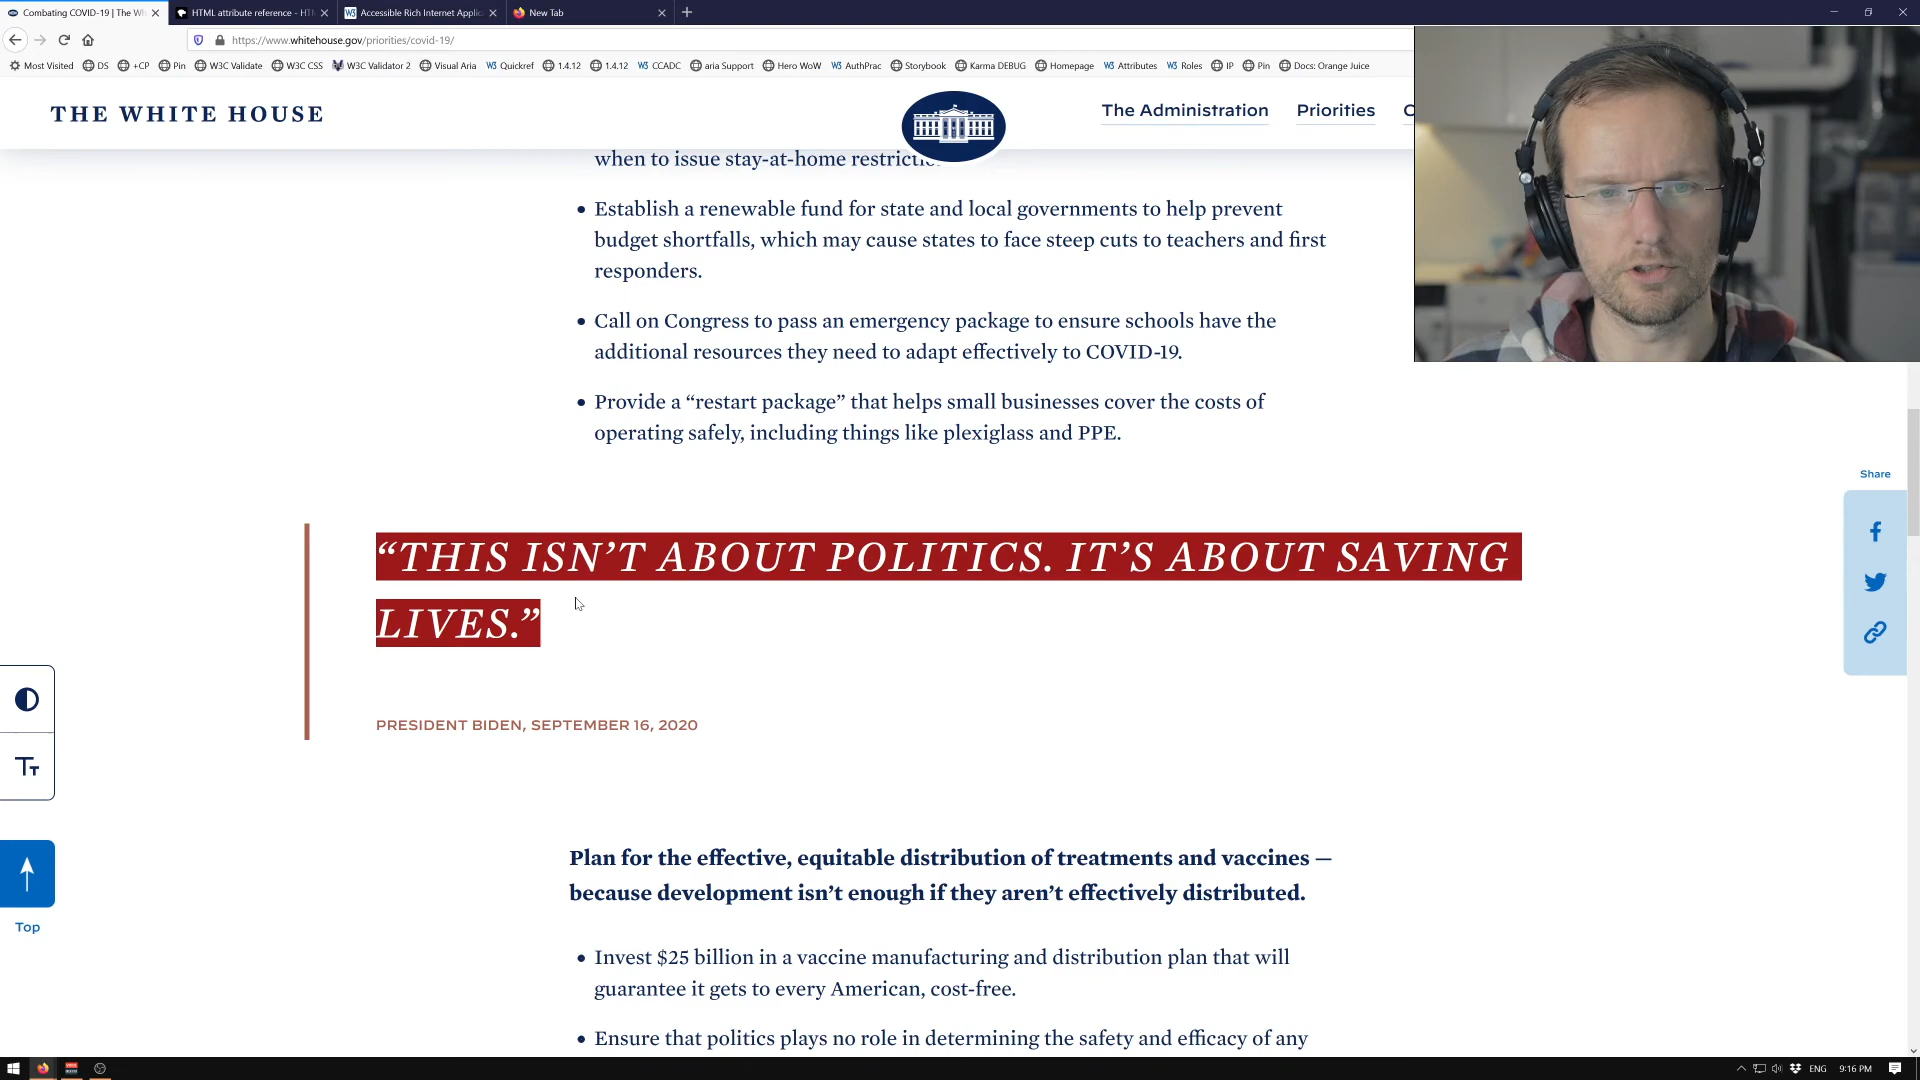 Combating COVID-19 | The Wh
HTML attribute reference - HT
Accessible Rich Internet Applic
New Tab
https://www.whitehouse.gov/priorities/covid-19/
Most Visited DS +CP Pin W3C Validate W3C CSS W3C Validator 2 Visual Aria Quickref 1.4.12 1.4.12 CCADC aria Support Hero WoW AuthPrac Storybook Karma DEBUG Homepage Attributes Roles IP Pin Docs: Orange Juice
THE WHITE HOUSE
The Administration Priorities
when to issue stay-at-home
Establish a renewable fund for state and local governments to help prevent
budget shortfalls, which may cause states to face steep cuts to teachers and first
responders.
Call on Congress to pass an emergency package to ensure schools have the
additional resources they need to adapt effectively to COVID-19.
Provide a “restart package” that helps small businesses cover the costs of
operating safely, including things like plexiglass and PPE.
Share
“THIS ISN’T ABOUT POLITICS. IT’S ABOUT SAVING
LIVES.”
PRESIDENT BIDEN, SEPTEMBER 16, 2020
Plan for the effective, equitable distribution of treatments and vaccines —
because development isn’t enough if they aren’t effectively distributed.
Top
Invest $25 billion in a vaccine manufacturing and distribution plan that will
guarantee it gets to every American, cost-free.
Ensure that politics plays no role in determining the safety and efficacy of any
ENG 9:16 PM